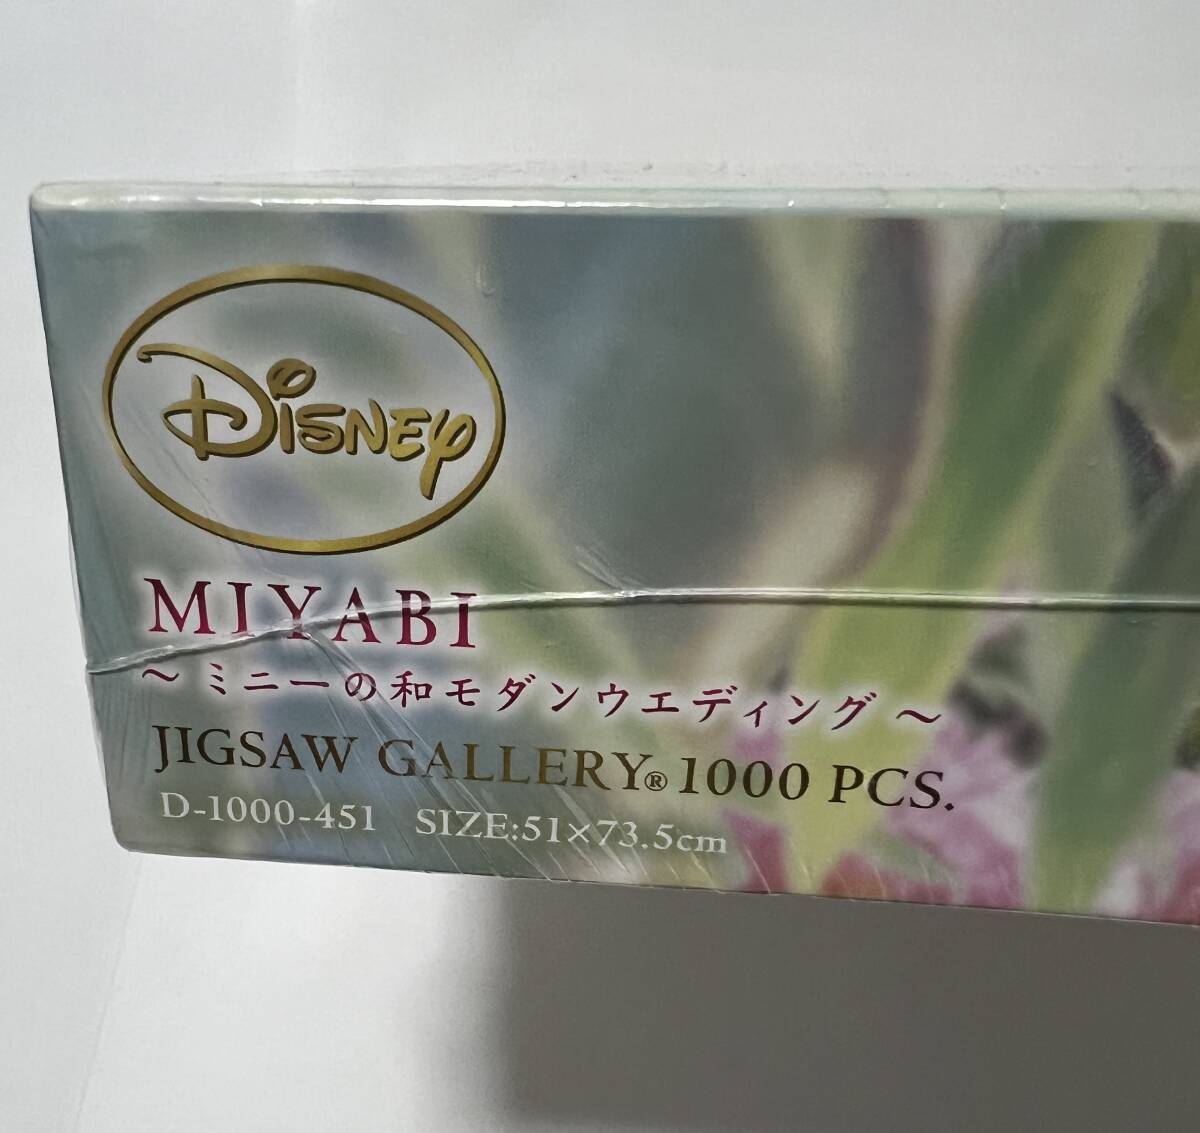 Disney
MIYABI
～ミニーの和モダンウエディング～
JIGSAW GALLERY® 1000 PCS.
D-1000-451 SIZE:51×73.5cm